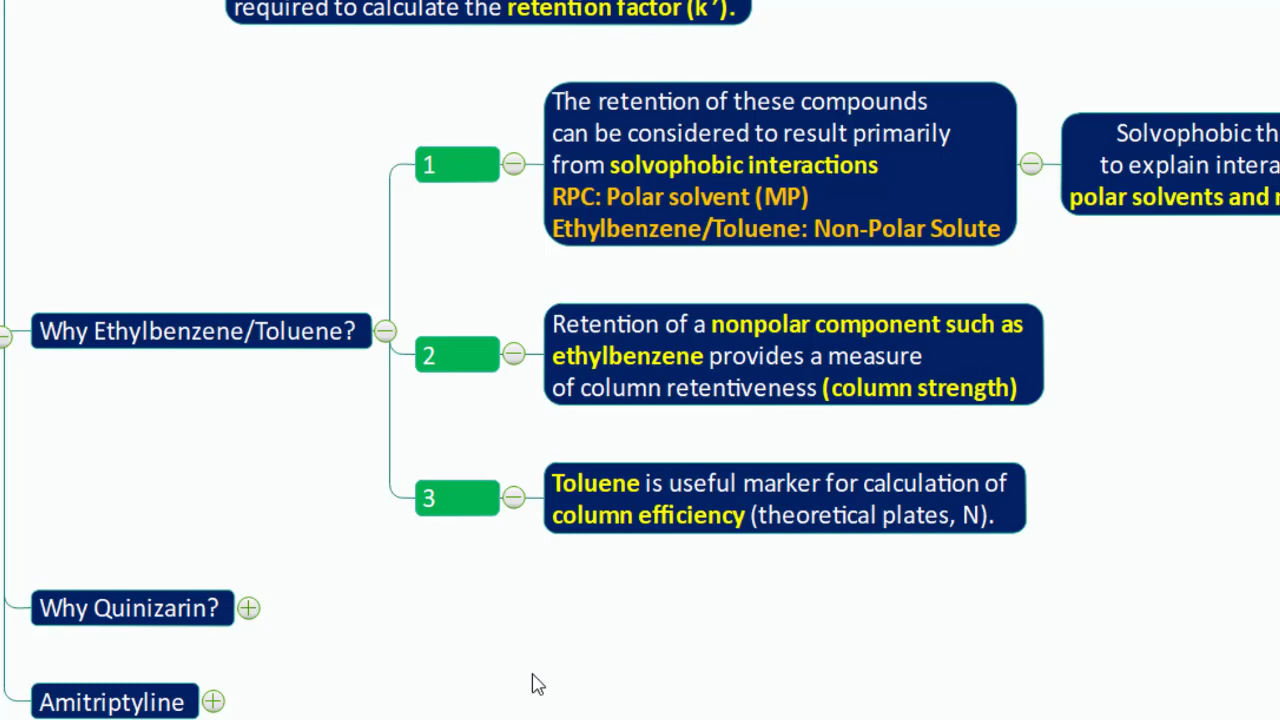 required to calculate the retention factor (k’).
The retention of these compounds
can be considered to result primarily
from solvophobic interactions
RPC: Polar solvent (MP)
Ethylbenzene/Toluene: Non-Polar Solute
1
Solvophobic th
to explain intera
polar solvents and
Why Ethylbenzene/Toluene?
2
Retention of a nonpolar component such as
ethylbenzene provides a measure
of column retentiveness (column strength)
3
Toluene is useful marker for calculation of
column efficiency (theoretical plates, N).
Why Quinizarin?
Amitriptyline